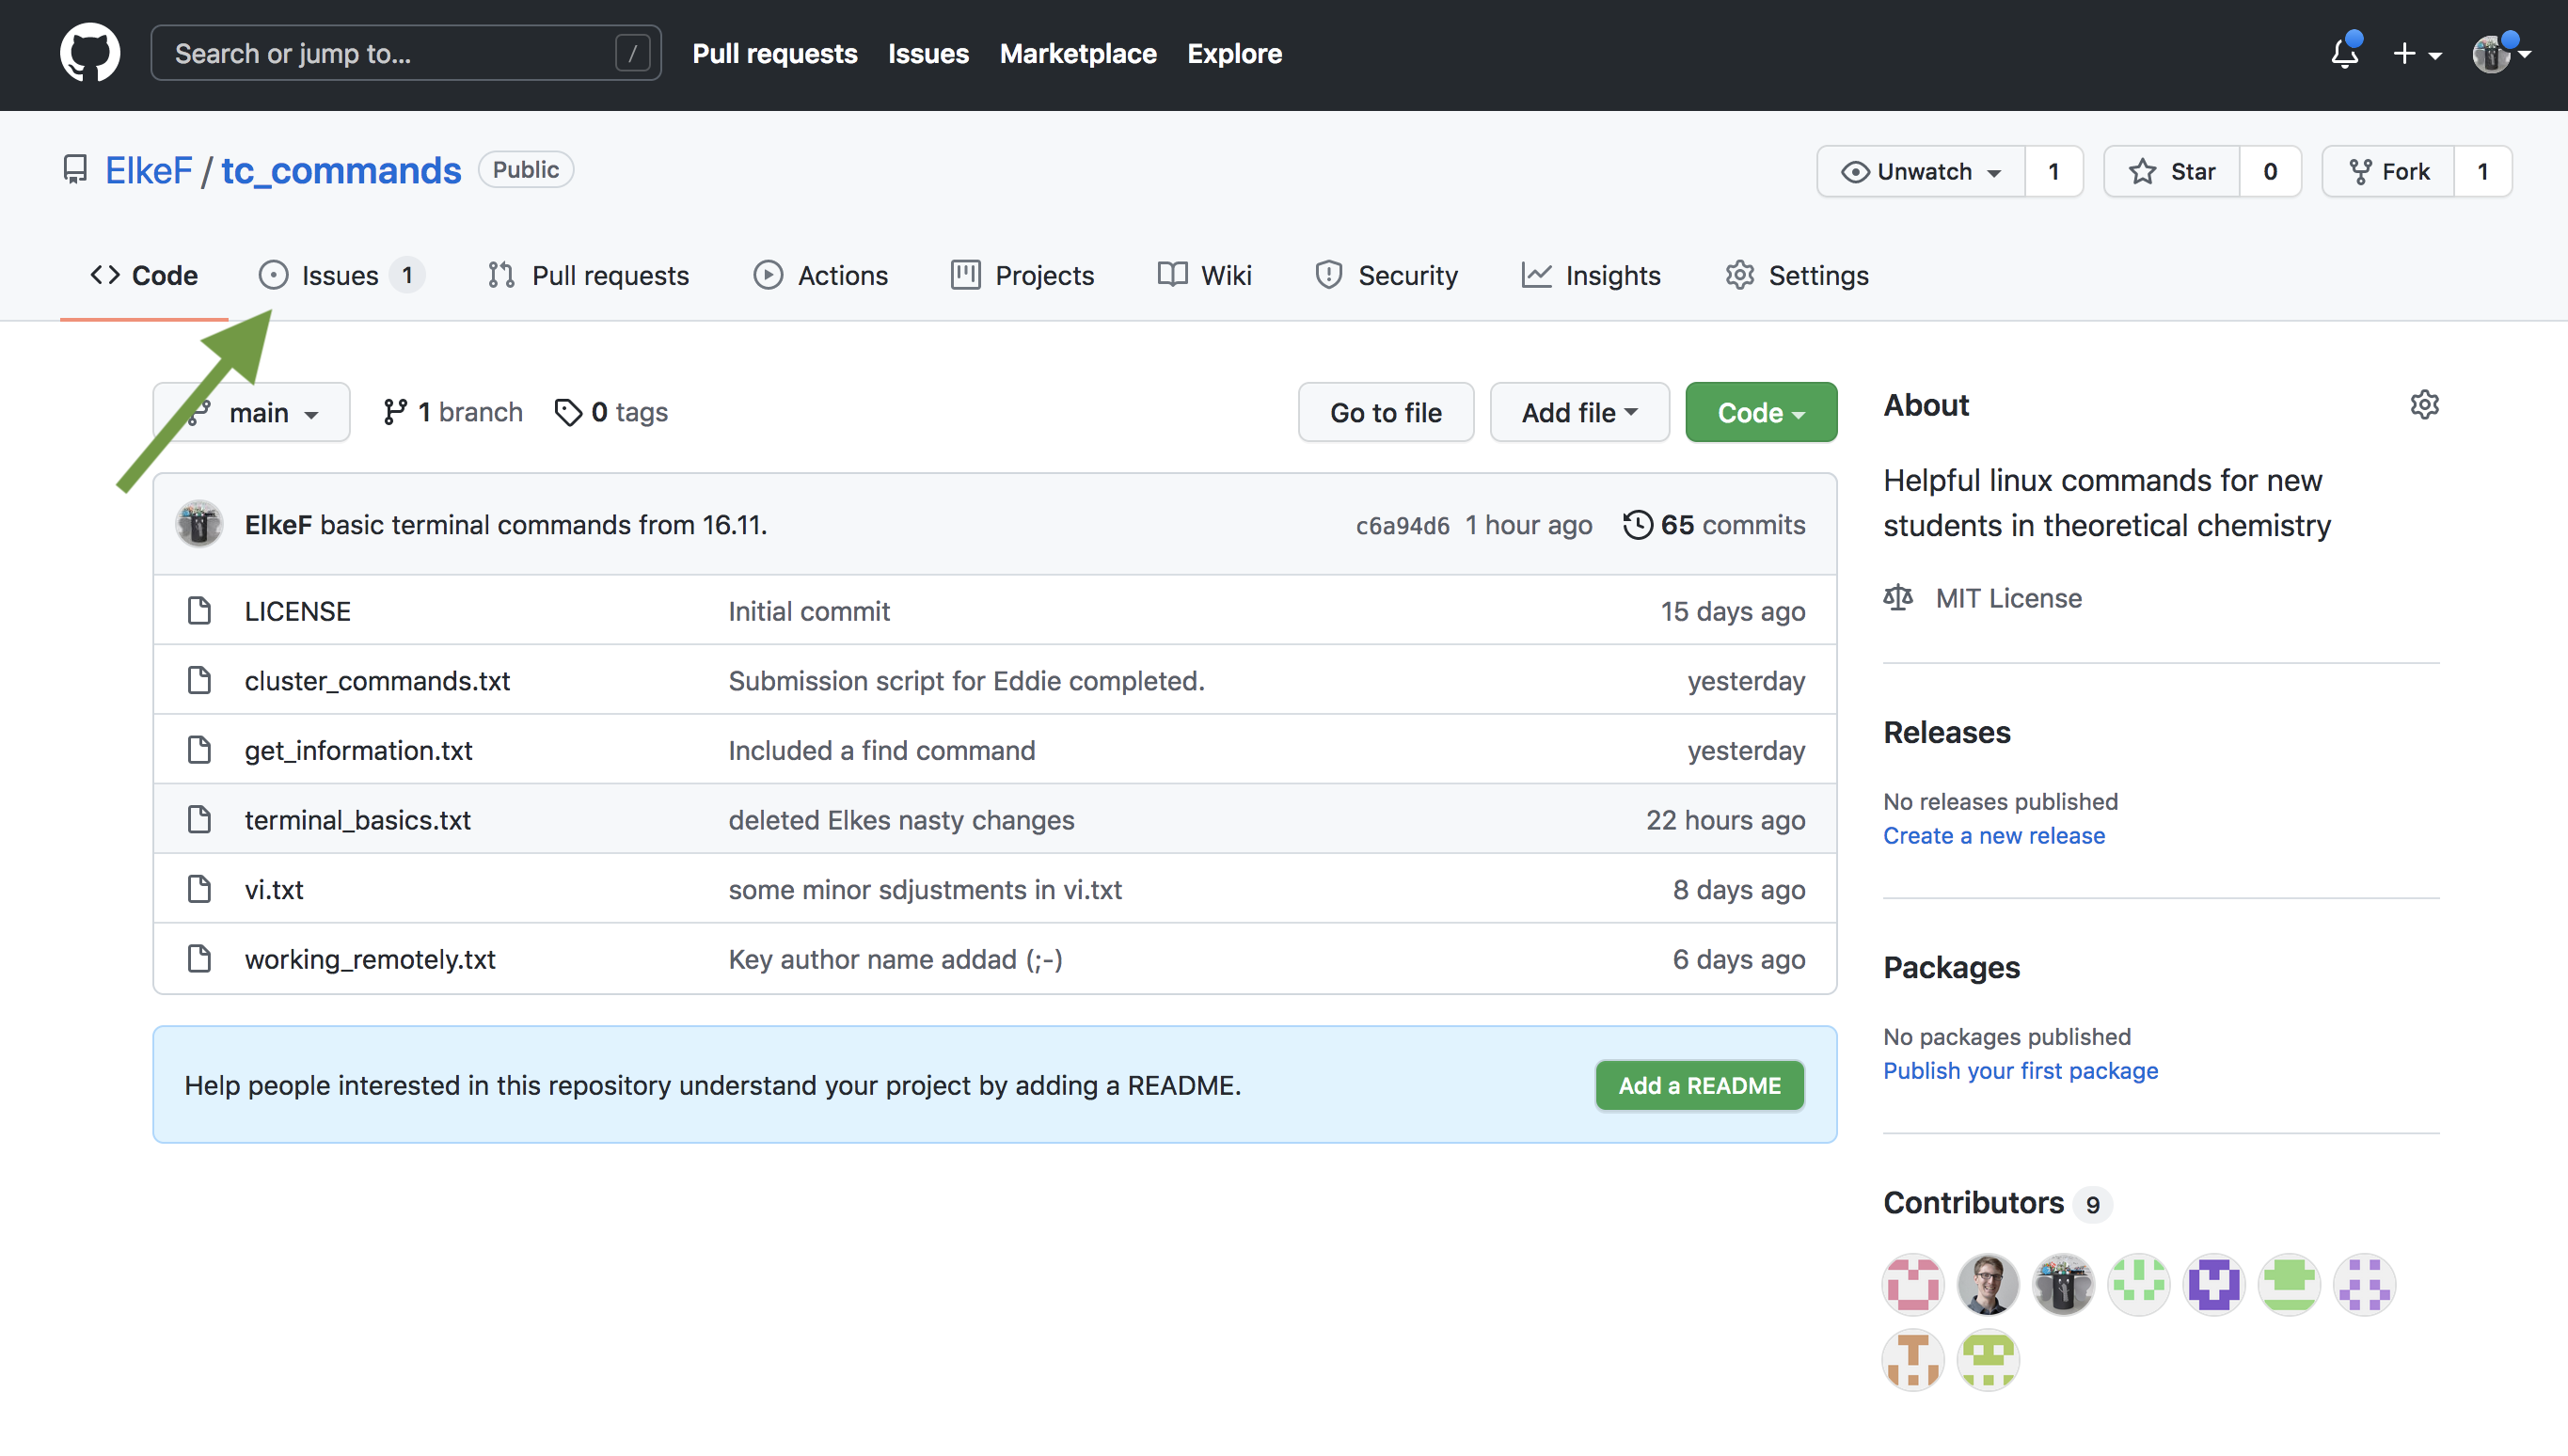 Search or jump to... / Pull requests Issues Marketplace Explore
ElkeF / tc_commands Public Unwatch 1 Star 0 Fork 1
Code Issues 1 Pull requests Actions Projects Wiki Security Insights Settings
main 1 branch 0 tags Go to file Add file Code
ElkeF basic terminal commands from 16.11. c6a94d6 1 hour ago 65 commits
LICENSE Initial commit 15 days ago
cluster_commands.txt Submission script for Eddie completed. yesterday
get_information.txt Included a find command yesterday
terminal_basics.txt deleted Elkes nasty changes 22 hours ago
vi.txt some minor sdjustments in vi.txt 8 days ago
working_remotely.txt Key author name addad (;-) 6 days ago
Help people interested in this repository understand your project by adding a README. Add a README
About
Helpful linux commands for new
students in theoretical chemistry
MIT License
Releases
No releases published
Create a new release
Packages
No packages published
Publish your first package
Contributors 9